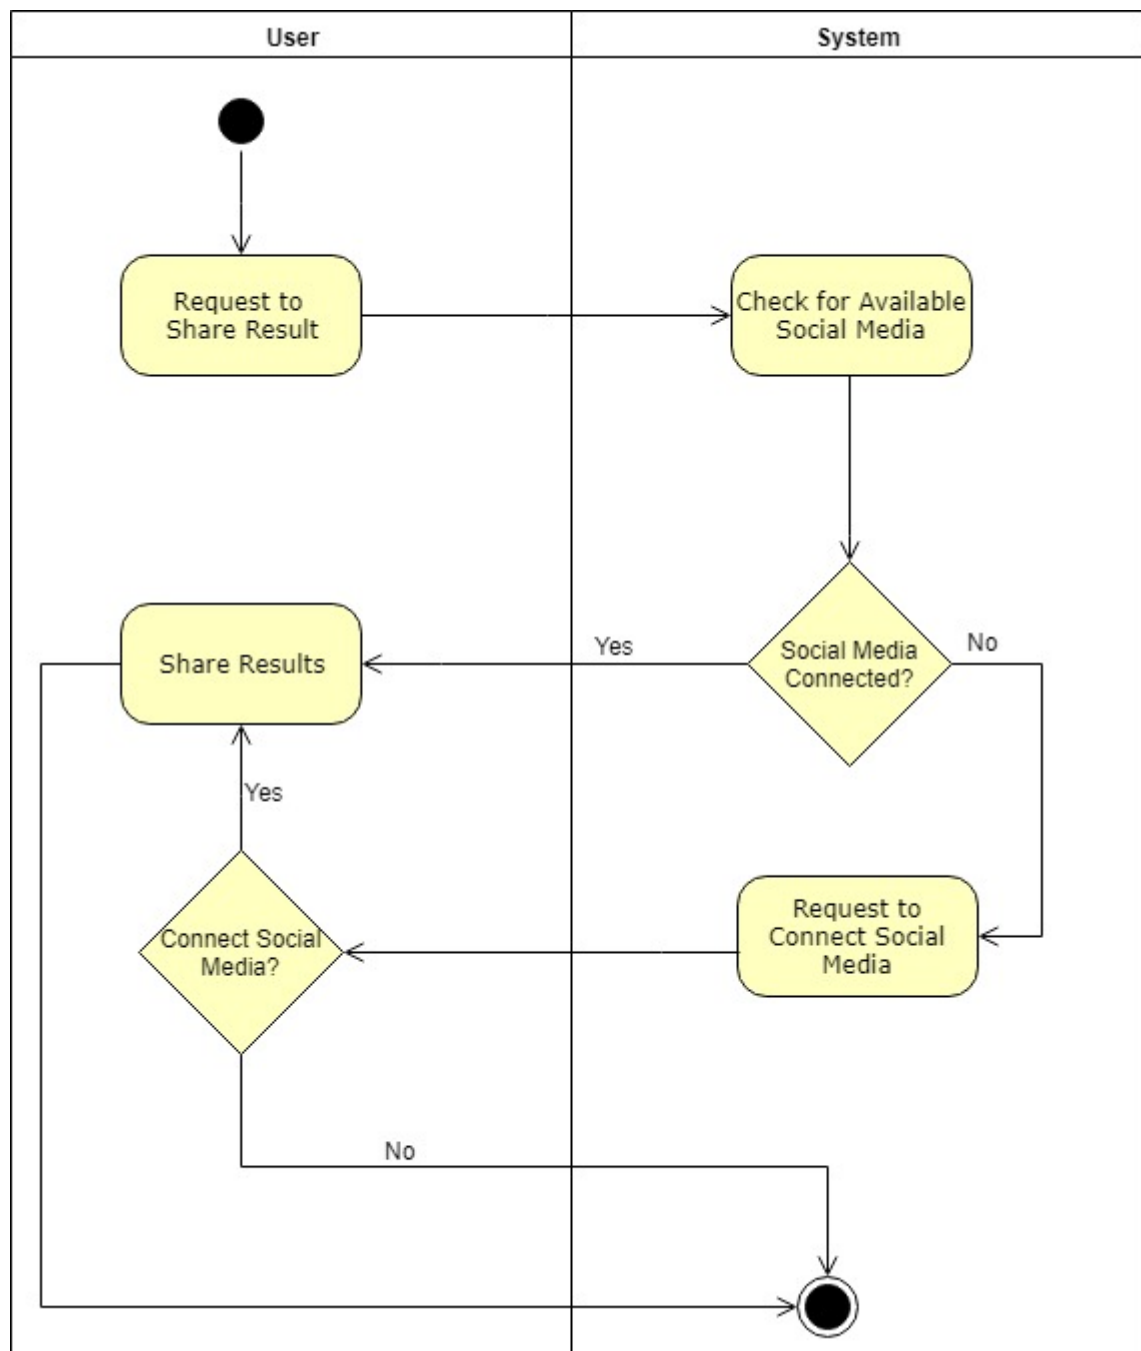 User
System
Request to
Share Result
Check for Available
Social Media
Share Results
Yes
Social Media
Connected?
No
Yes
Connect Social
Media?
Request to
Connect Social
Media
No